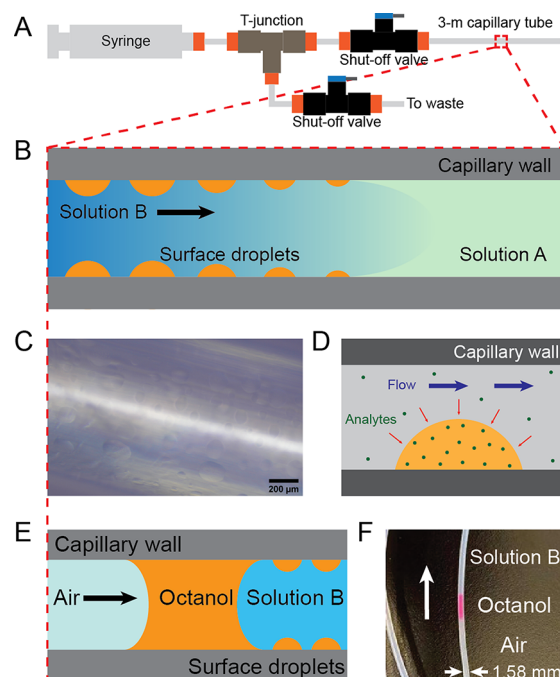 A
Syringe
T-junction
Shut-off valve
3-m capillary tube
Shut-off valve
To waste
B
Capillary wall
Solution B
Surface droplets
Solution A
C
200 µm
D
Capillary wall
Flow
Analytes
E
Capillary wall
Air
Octanol
Solution B
Surface droplets
F
Solution B
Octanol
Air
1.58 mm